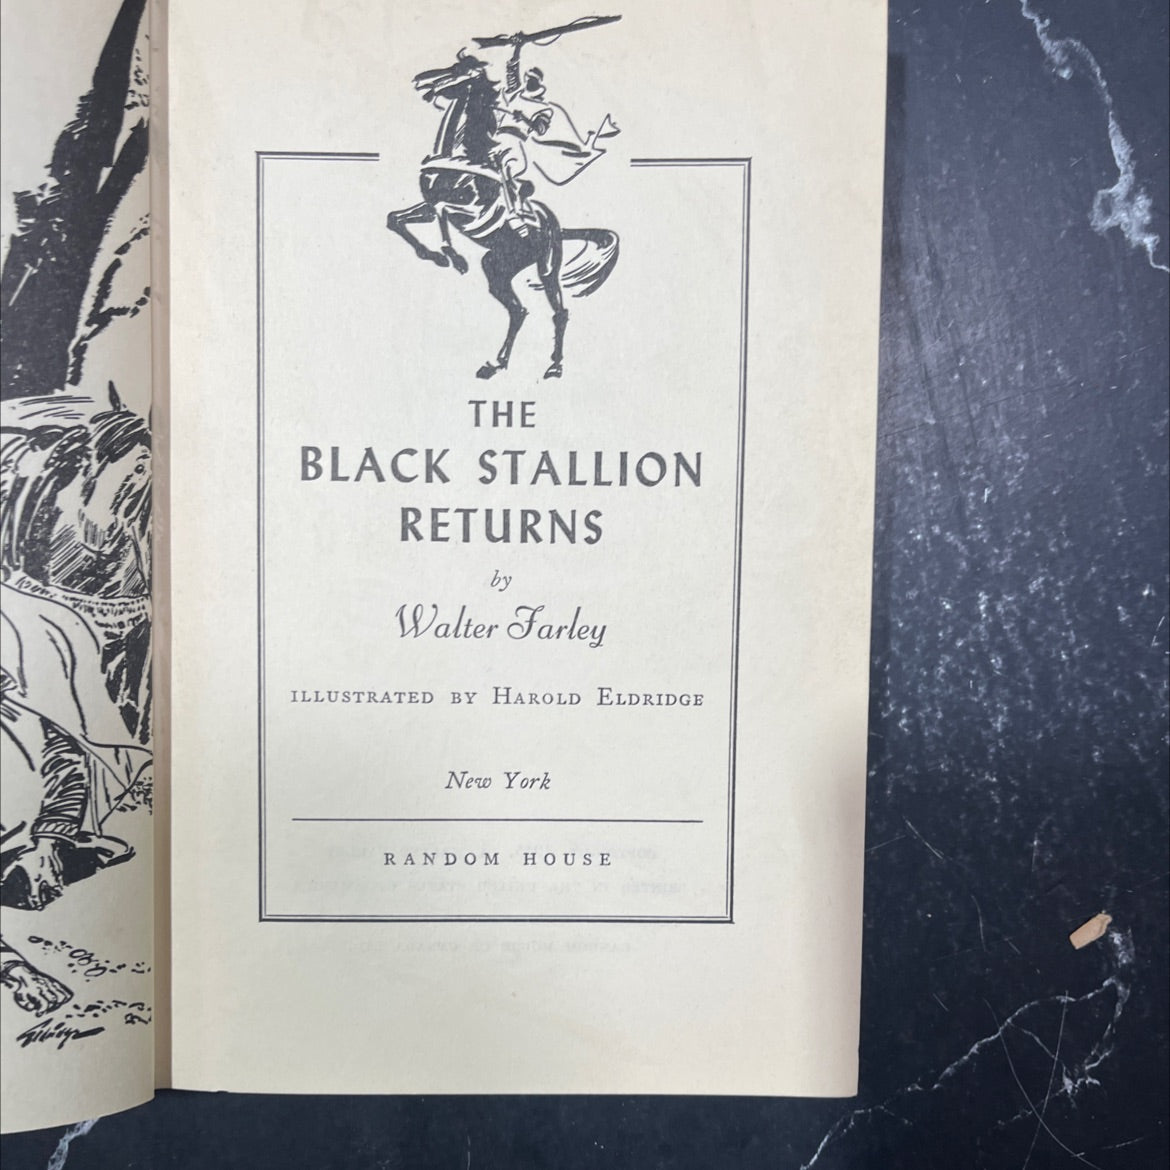 THE
BLACK STALLION
RETURNS
by
Walter Farley
ILLUSTRATED BY HAROLD ELDRIDGE
New York
RANDOM HOUSE